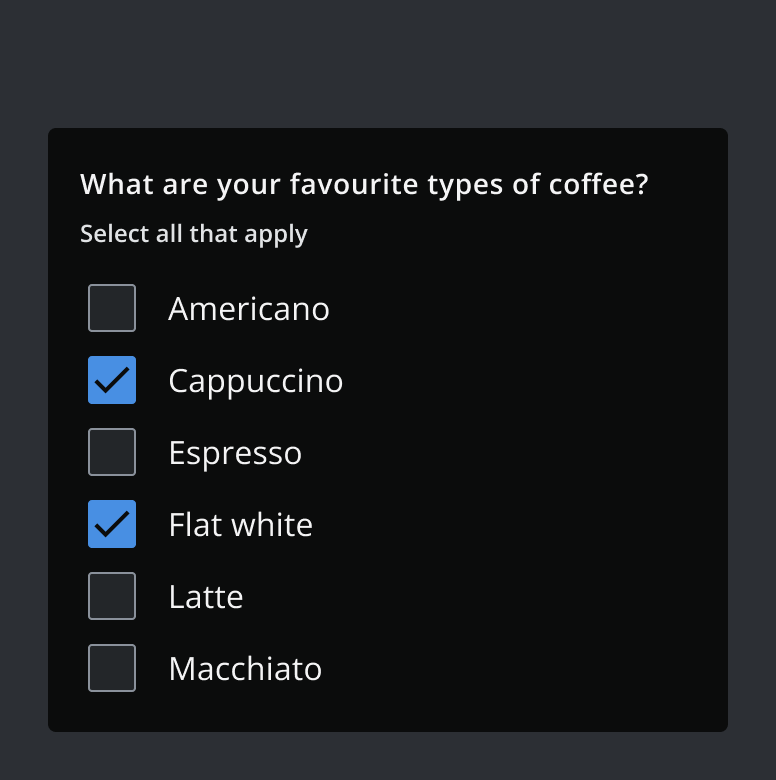 What are your favourite types of coffee?
Select all that apply
Americano
Cappuccino
Espresso
Flat white
Latte
Macchiato